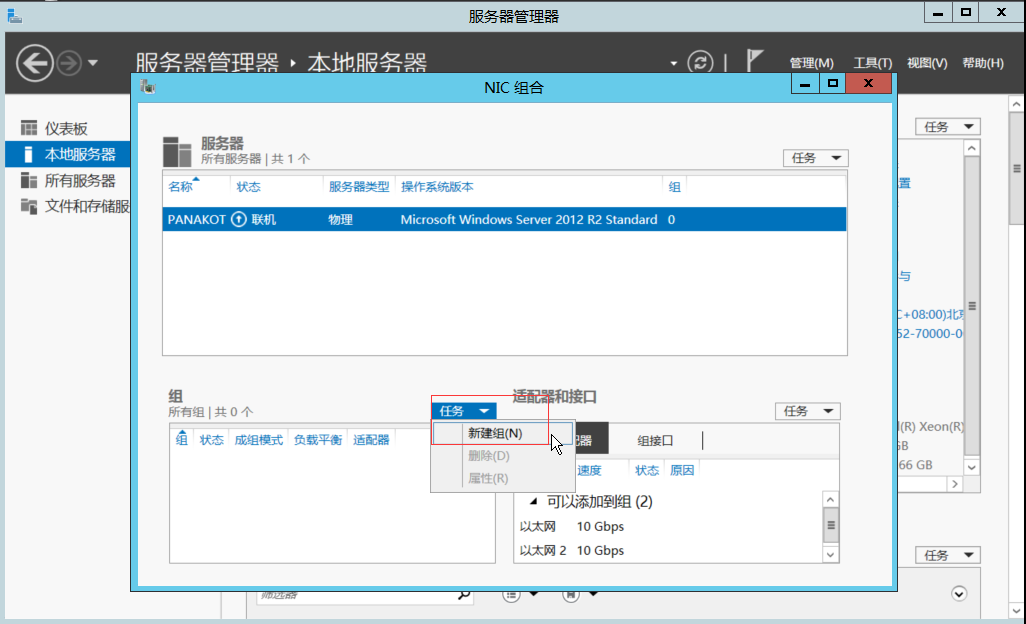 服务器管理器
服务器管理器 ‣ 本地服务器
管理(M) 工具(T) 视图(V) 帮助(H)
NIC 组合
仪表板
本地服务器
所有服务器
文件和存储服
任务
服务器
所有服务器 | 共 1 个
任务
名称 状态 服务器类型 操作系统版本 组
PANAKOT 联机 物理 Microsoft Windows Server 2012 R2 Standard 0
置
与
C+08:00)北京
52-70000-0
(R) Xeon(R)
GB
66 GB
组
所有组 | 共 0 个
任务
组 状态 成组模式 负载平衡 适配器
新建组(N)
删除(D)
属性(R)
适配器和接口
任务
配器 组接口
速度 状态 原因
可以添加到组 (2)
以太网 10 Gbps
以太网 2 10 Gbps
任务
筛选器